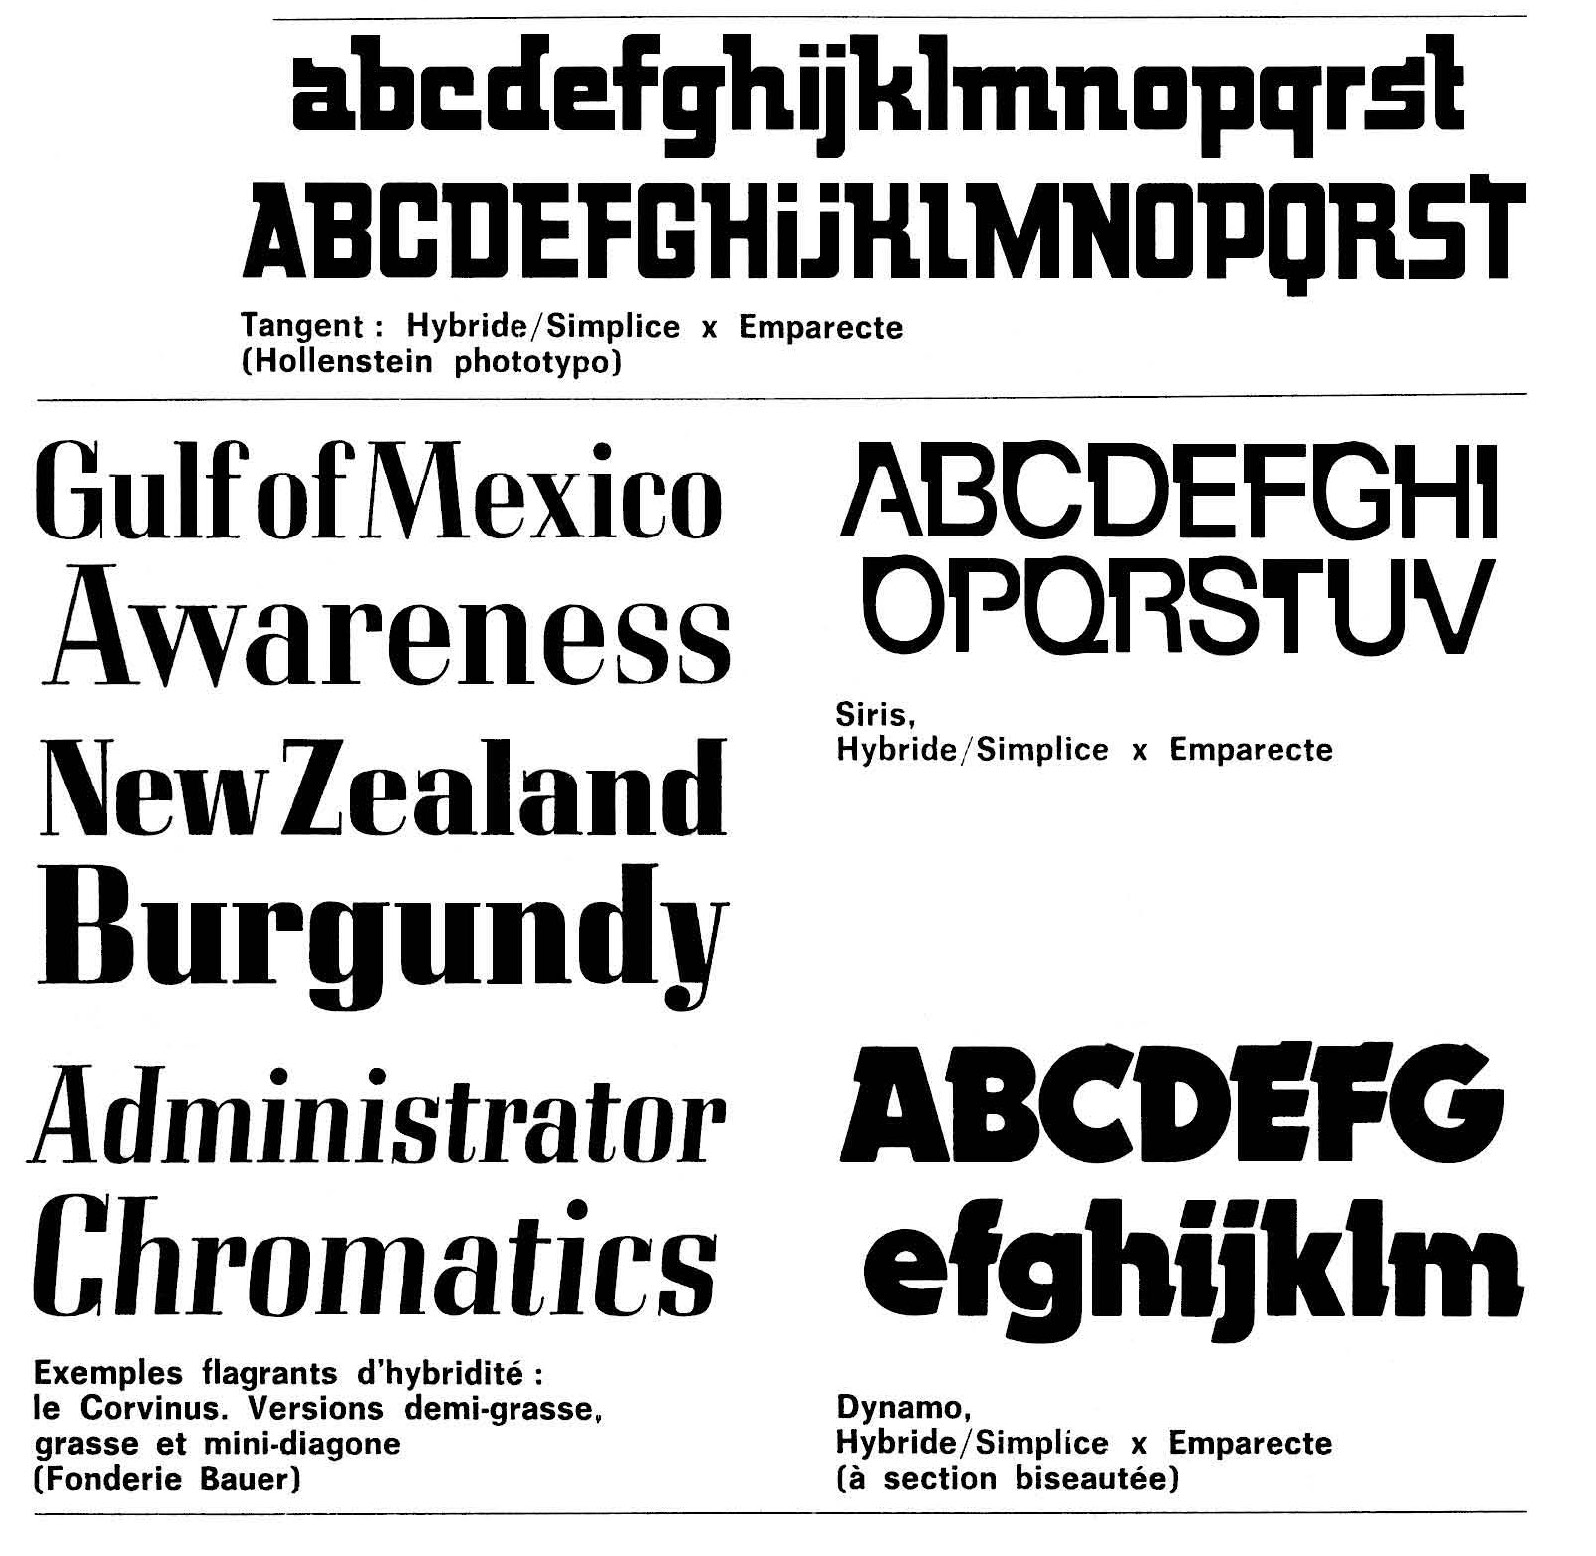 abcdefghijklmnopqrst
ABCDEFGHiJKLMNOPQRST
Tangent : Hybride/Simplice x Emparecte
(Hollenstein phototypo)
Gulf of Mexico
Awareness
New Zealand
Burgundy
Administrator
Chromatics
Exemples flagrants d'hybridité :
le Corvinus. Versions demi-grasse,
grasse et mini-diagone
(Fonderie Bauer)
ABCDEFGHI
OPQRSTUV
Siris,
Hybride/Simplice x Emparecte
ABCDEFG
efghijklm
Dynamo,
Hybride/Simplice x Emparecte
(à section biseautée)